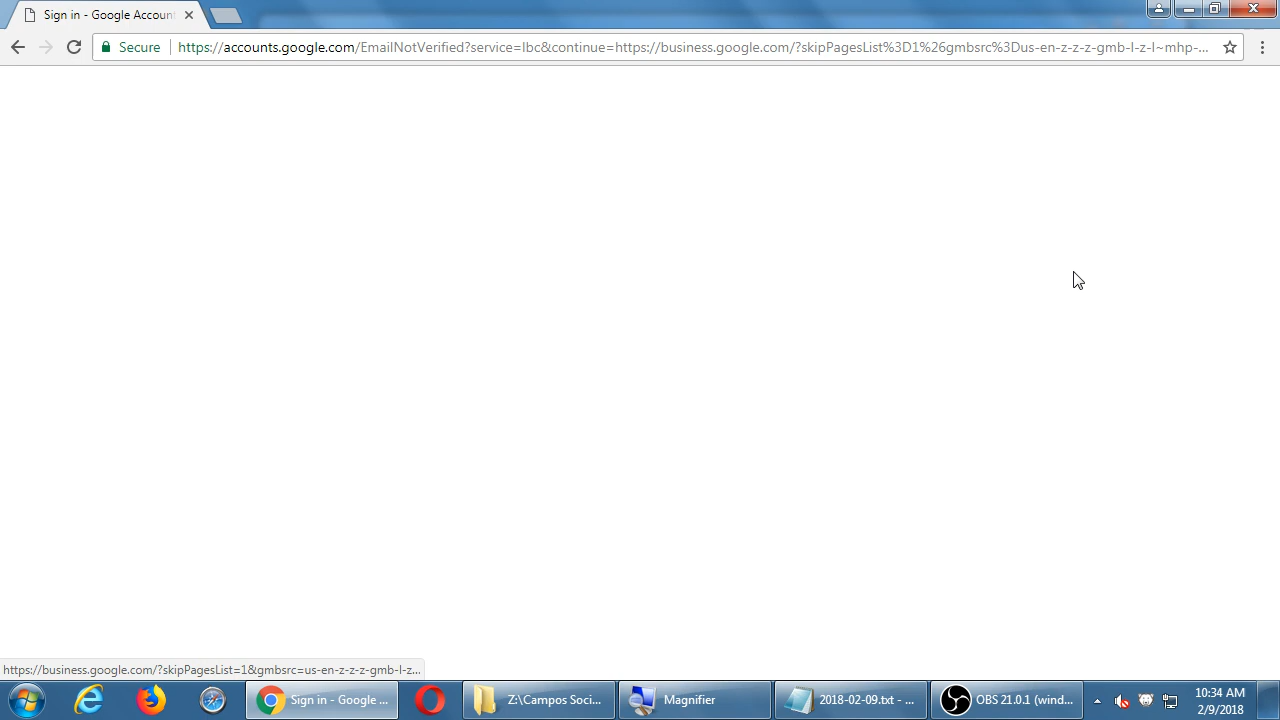 Sign in - Google Account
Secure
https://accounts.google.com/EmailNotVerified?service=lbc&continue=https://business.google.com/?skipPagesList%3D1%26gmbsrc%3Dus-en-z-z-z-gmb-l-z-l~mhp-...
https://business.google.com/?skipPagesList=1&gmbsrc=us-en-z-z-z-gmb-l-z...
Sign in - Google ...
Z:\Campos Soci...
Magnifier
2018-02-09.txt - ...
OBS 21.0.1 (wind...
10:34 AM
2/9/2018